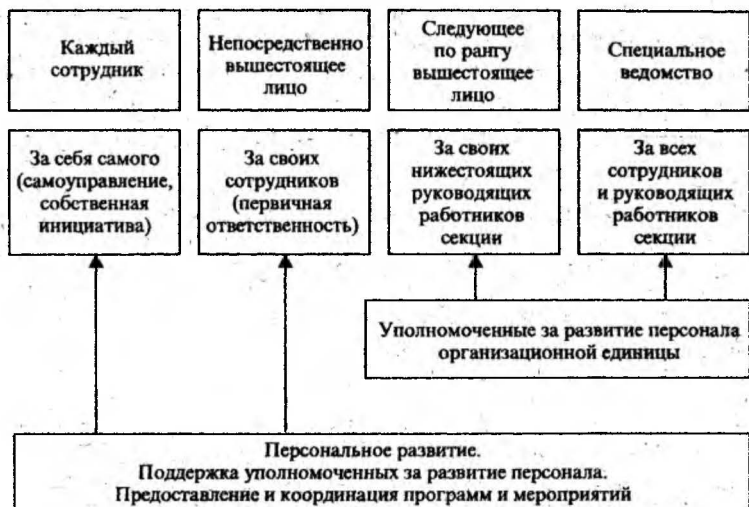 Каждый
сотрудник
Непосредственно
вышестоящее
лицо
Следующее
по рангу
вышестоящее
лицо
Специальное
ведомство
За себя самого
(самоуправление,
собственная
инициатива)
За своих
сотрудников
(первичная
ответственность)
За своих
нижестоящих
руководящих
работников
секции
За всех
сотрудников
и руководящих
работников
секции
Уполномоченные за развитие персонала
организационной единицы
Персональное развитие.
Поддержка уполномоченных за развитие персонала.
Предоставление и координация программ и мероприятий